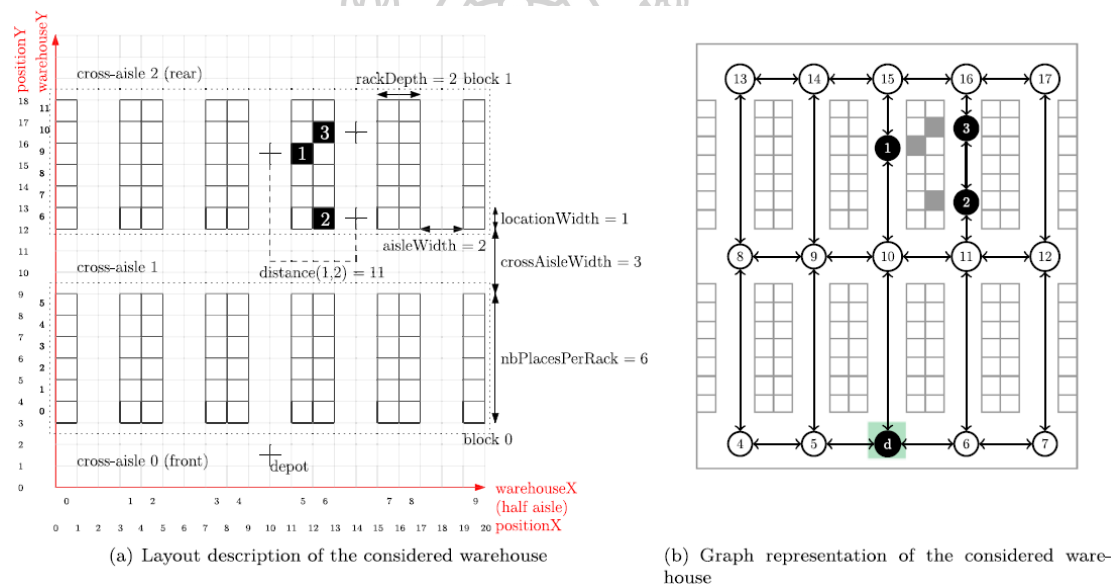 positionY
warehouseY
cross-aisle 2 (rear)
rackDepth = 2 block 1
18 11
17 10
16 9
15 8
14 7
13 6
12
11
10
9 5
8 4
7 3
6 2
5 1
4 0
3
2
1
0
3
1
2
locationWidth = 1
aisleWidth = 2
crossAisleWidth = 3
cross-aisle 1
distance(1,2) = 11
nbPlacesPerRack = 6
block 0
cross-aisle 0 (front)
depot
warehouseX
(half aisle)
positionX
0 1 2 3 4 5 6 7 8 9
0 1 2 3 4 5 6 7 8 9 10 11 12 13 14 15 16 17 18 19 20
(a) Layout description of the considered warehouse
13 14 15 16 17
3
1
2
8 9 10 11 12
4 5 d 6 7
(b) Graph representation of the considered ware-
house